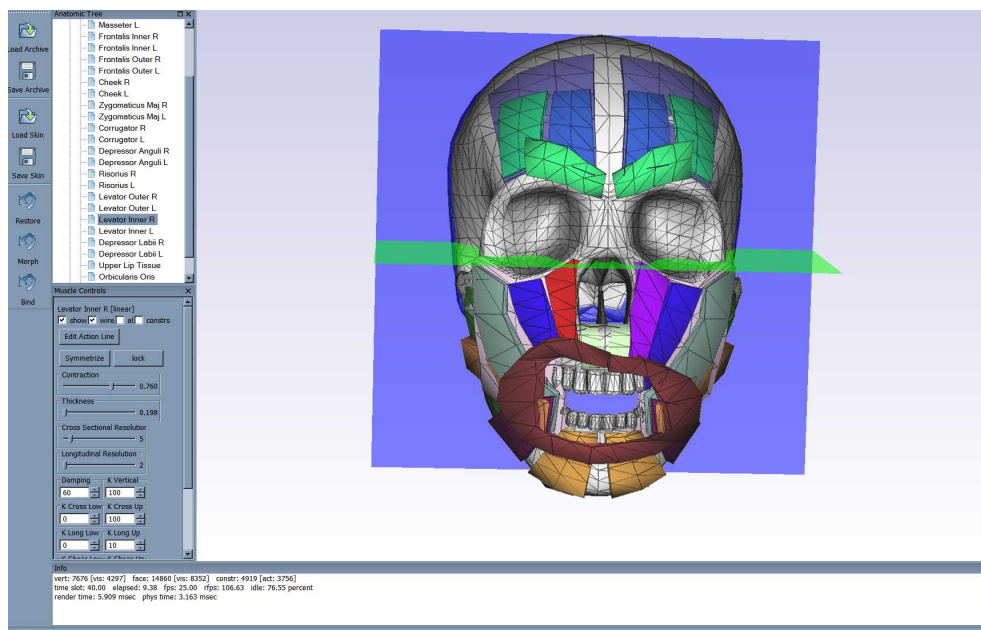 Anatomic Tree
Load Archive
Save Archive
Load Skin
Save Skin
Restore
Morph
Bind
Masseter L
Frontalis Inner R
Frontalis Inner L
Frontalis Outer R
Frontalis Outer L
Cheek R
Cheek L
Zygomaticus Maj R
Zygomaticus Maj L
Corrugator R
Corrugator L
Depressor Anguli R
Depressor Anguli L
Risorius R
Risorius L
Levator Outer R
Levator Outer L
Levator Inner R
Levator Inner L
Depressor Labii R
Depressor Labii L
Upper Lip Tissue
Orbicularis Oris
Muscle Controls
Levator Inner R [linear]
show wire al constrs
Edit Action Line
Symmetrize lock
Contraction
0.760
Thickness
0.198
Cross Sectional Resolution
5
Longitudinal Resolution
2
Damping K Vertical
60 100
K Cross Low K Cross Up
0 100
K Long Low K Long Up
0 10
K Shear Low K Shear Up
Info
vert: 7676 [vis: 4297] face: 14860 [vis: 8352] constr: 4919 [act: 3756]
time slot: 40.00 elapsed: 9.38 fps: 25.00 rfps: 106.63 idle: 76.55 percent
render time: 5.909 msec phys time: 3.163 msec